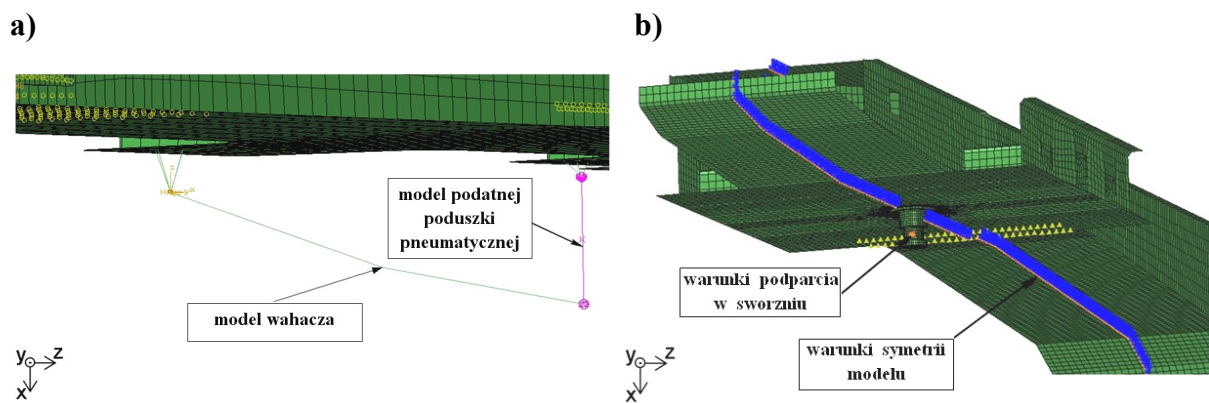 a)
b)
model podatnej
poduszki
pneumatycznej
model wahacza
warunki podparcia
w sworzniu
warunki symetrii
modelu
y z
x
y z
x